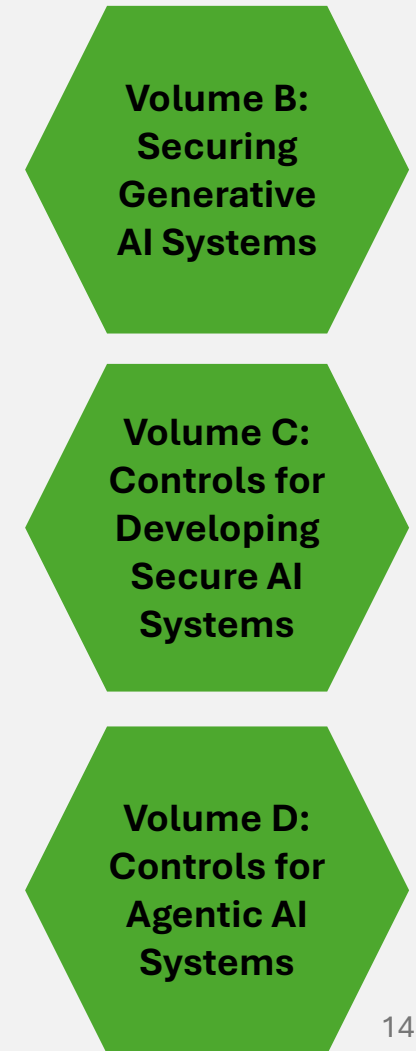 Volume B:
Securing
Generative
AI Systems
Volume C:
Controls for
Developing
Secure AI
Systems
Volume D:
Controls for
Agentic AI
Systems
14